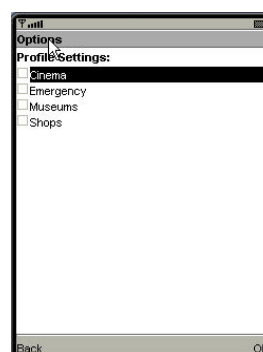 Options
Profile Settings:
Cinema
Emergency
Museums
Shops
Back